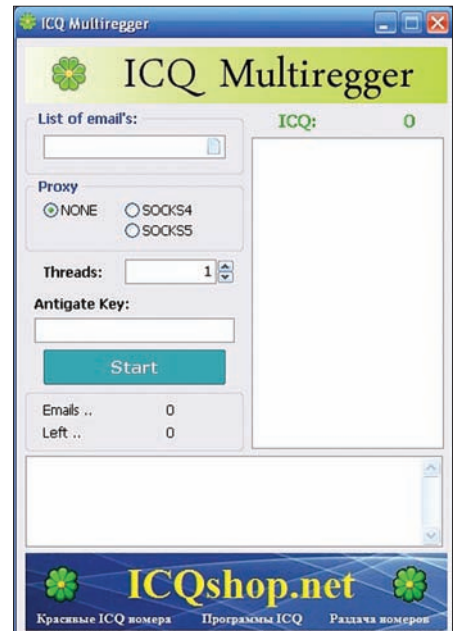 ICQ Multiregger
ICQ Multiregger
List of email's:
ICQ: 0
Proxy
NONE
SOCKS4
SOCKS5
Threads: 1
Antigate Key:
Start
Emails .. 0
Left .. 0
ICQshop.net
Красивые ICQ номера Программы ICQ Раздача номеров